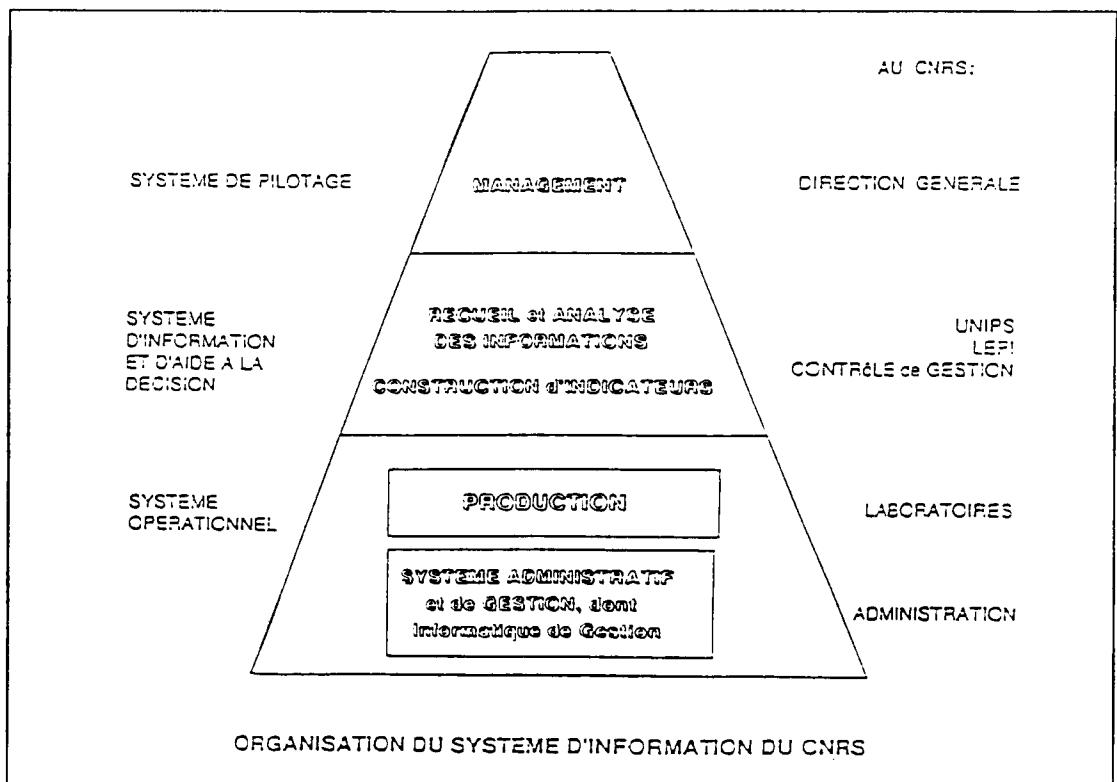 AU CNRS:
SYSTEME DE PILOTAGE
MANAGEMENT
DIRECTION GENERALE
SYSTEME
D'INFORMATION
ET D'AIDE A LA
DECISION
RECUEIL et ANALYSE
DES INFORMATIONS
CONSTRUCTION d'INDICATEURS
UNIPS
LEPI
CONTRÔLE de GESTION
SYSTEME
OPERATIONNEL
PRODUCTION
LABORATOIRES
SYSTEME ADMINISTRATIF
et de GESTION, dont
Informatique de Gestion
ADMINISTRATION
ORGANISATION DU SYSTEME D'INFORMATION DU CNRS